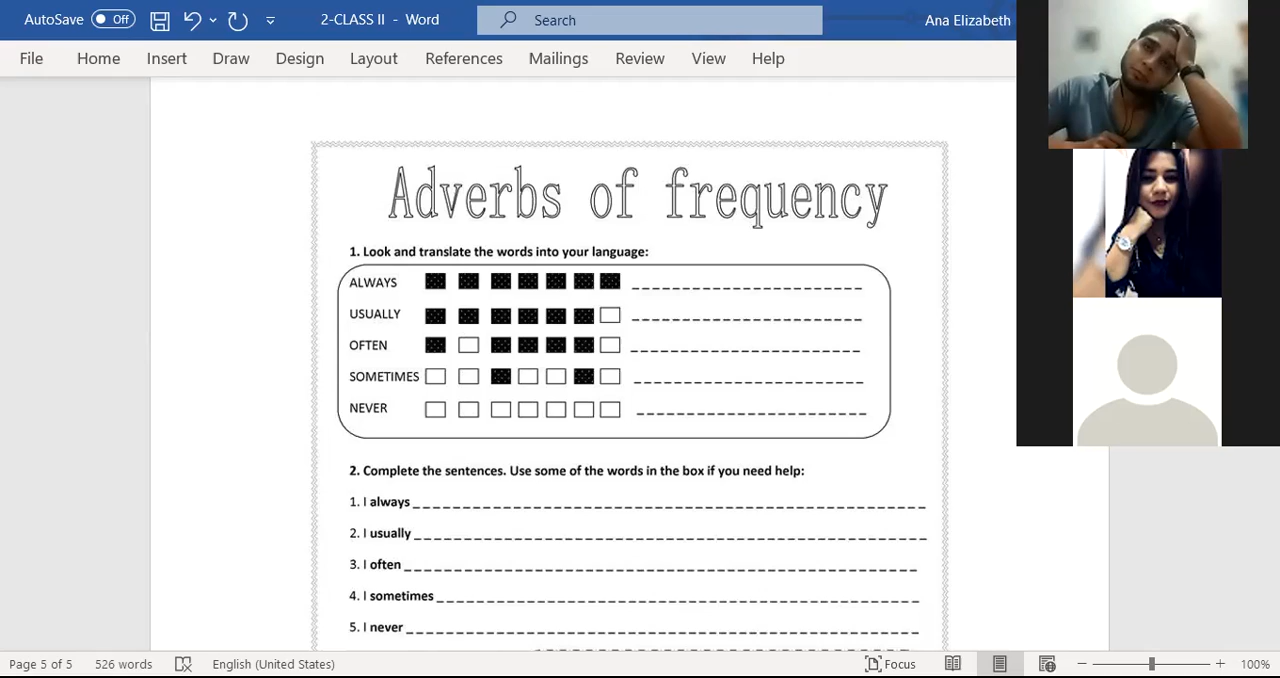 AutoSave Off 2-CLASS II - Word Search Ana Elizabeth
File Home Insert Draw Design Layout References Mailings Review View Help
Adverbs of frequency
1. Look and translate the words into your language:
ALWAYS
USUALLY
OFTEN
SOMETIMES
NEVER
2. Complete the sentences. Use some of the words in the box if you need help:
1. I always
2. I usually
3. I often
4. I sometimes
5. I never
Page 5 of 5 526 words English (United States) Focus 100%